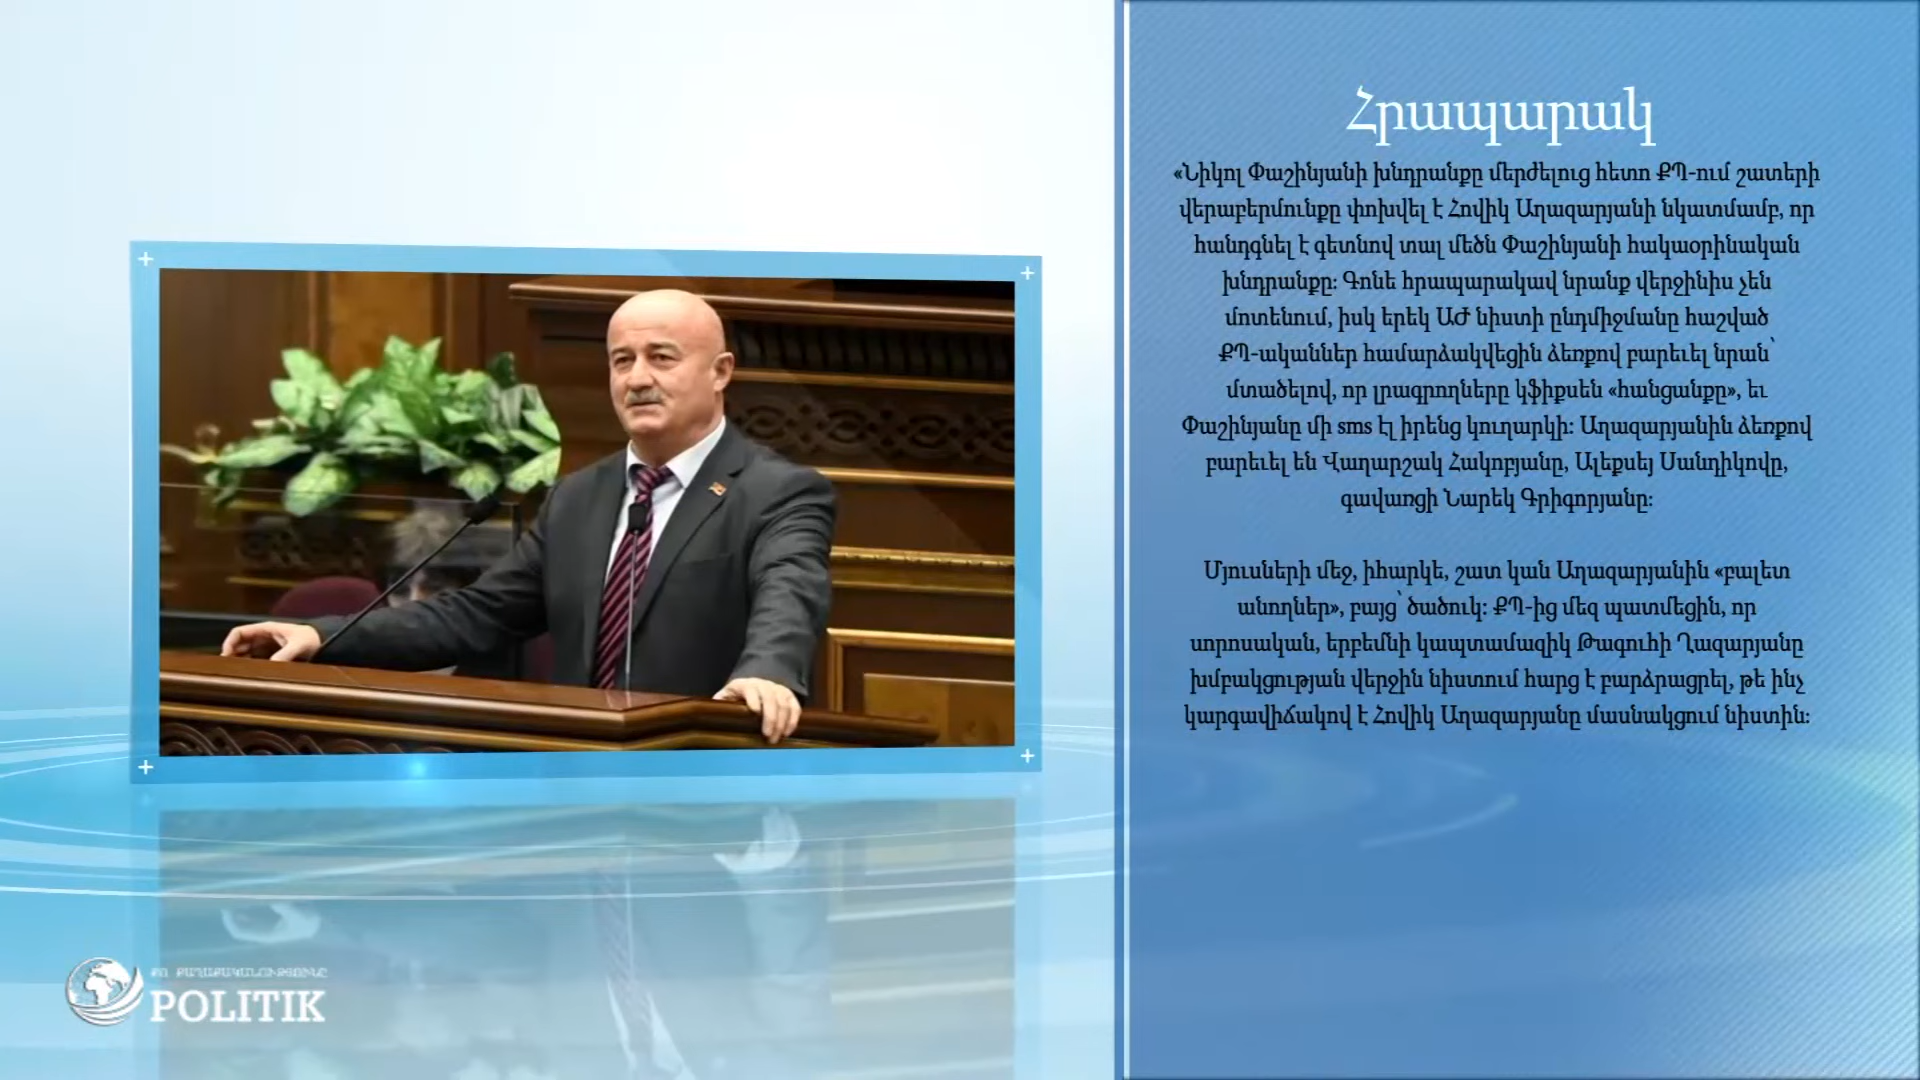 Հրապարակ
«Նիկոլ Փաշինյանի խնդրանքը մերժելուց հետո ՔՊ-ում շատերի
վերաբերմունքը փոխվել է Հովիկ Աղազարյանի նկատմամբ, որ
հանդգնել է գետնով տալ մեծն Փաշինյանի հակաօրինական
խնդրանքը։ Գոնե հրապարակավ նրանք վերջինիս չեն
մոտենում, իսկ երեկ ԱԺ նիստի ընդմիջմանը հաշված
ՔՊ-ականներ համարձակվեցին ձեռքով բարեւել նրան՝
մտածելով, որ լրագրողները կֆիքսեն «հանցանքը», եւ
Փաշինյանը մի sms էլ իրենց կուղարկի։ Աղազարյանին ձեռքով
բարեւել են Վաղարշակ Հակոբյանը, Ալեքսեյ Սանդիկովը,
գավառցի Նարեկ Գրիգորյանը։
Մյուսների մեջ, իհարկե, շատ կան Աղազարյանին «բալետ
անողներ», բայց՝ ծածուկ։ ՔՊ-ից մեզ պատմեցին, որ
սորոսական, երբեմնի կապտամազիկ Թագուհի Ղազարյանը
խմբակցության վերջին նիստում հարց է բարձրացրել, թե ինչ
կարգավիճակով է Հովիկ Աղազարյանը մասնակցում նիստին։
ՔՈ ՔԱՂԱՔԱԿԱՆՈՒԹՅՈՒՆԸ
POLITIK